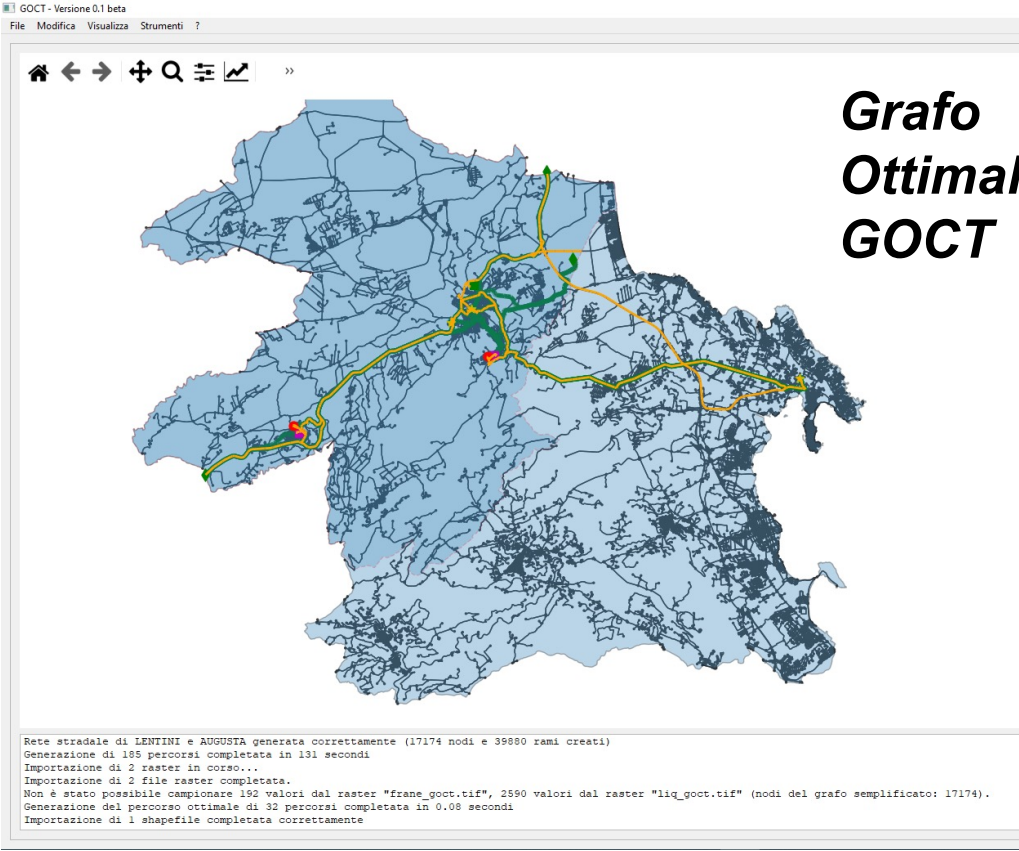 GOCT - Versione 0.1 beta
File Modifica Visualizza Strumenti ?
»
Grafo
Ottimal
GOCT
Rete stradale di LENTINI e AUGUSTA generata correttamente (17174 nodi e 39880 rami creati)
Generazione di 185 percorsi completata in 131 secondi
Importazione di 2 raster in corso...
Importazione di 2 file raster completata.
Non è stato possibile campionare 192 valori dal raster "frane_goct.tif", 2590 valori dal raster "liq_goct.tif" (nodi del grafo semplificato: 17174).
Generazione del percorso ottimale di 32 percorsi completata in 0.08 secondi
Importazione di 1 shapefile completata correttamente